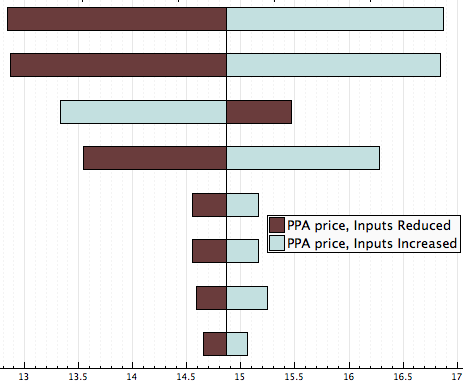 PPA price, Inputs Reduced
PPA price, Inputs Increased
13 13.5 14 14.5 15 15.5 16 16.5 17